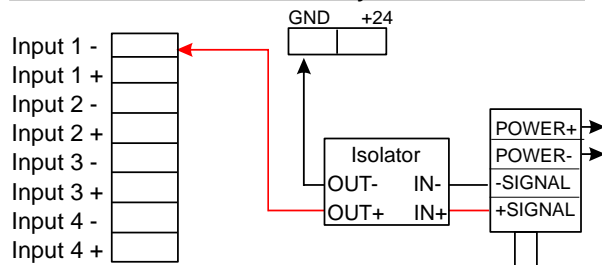 GND +24
Input 1 -
Input 1 +
Input 2 -
Input 2 +
Input 3 -
Input 3 +
Input 4 -
Input 4 +
Isolator
OUT- IN-
OUT+ IN+
POWER+
POWER-
-SIGNAL
+SIGNAL